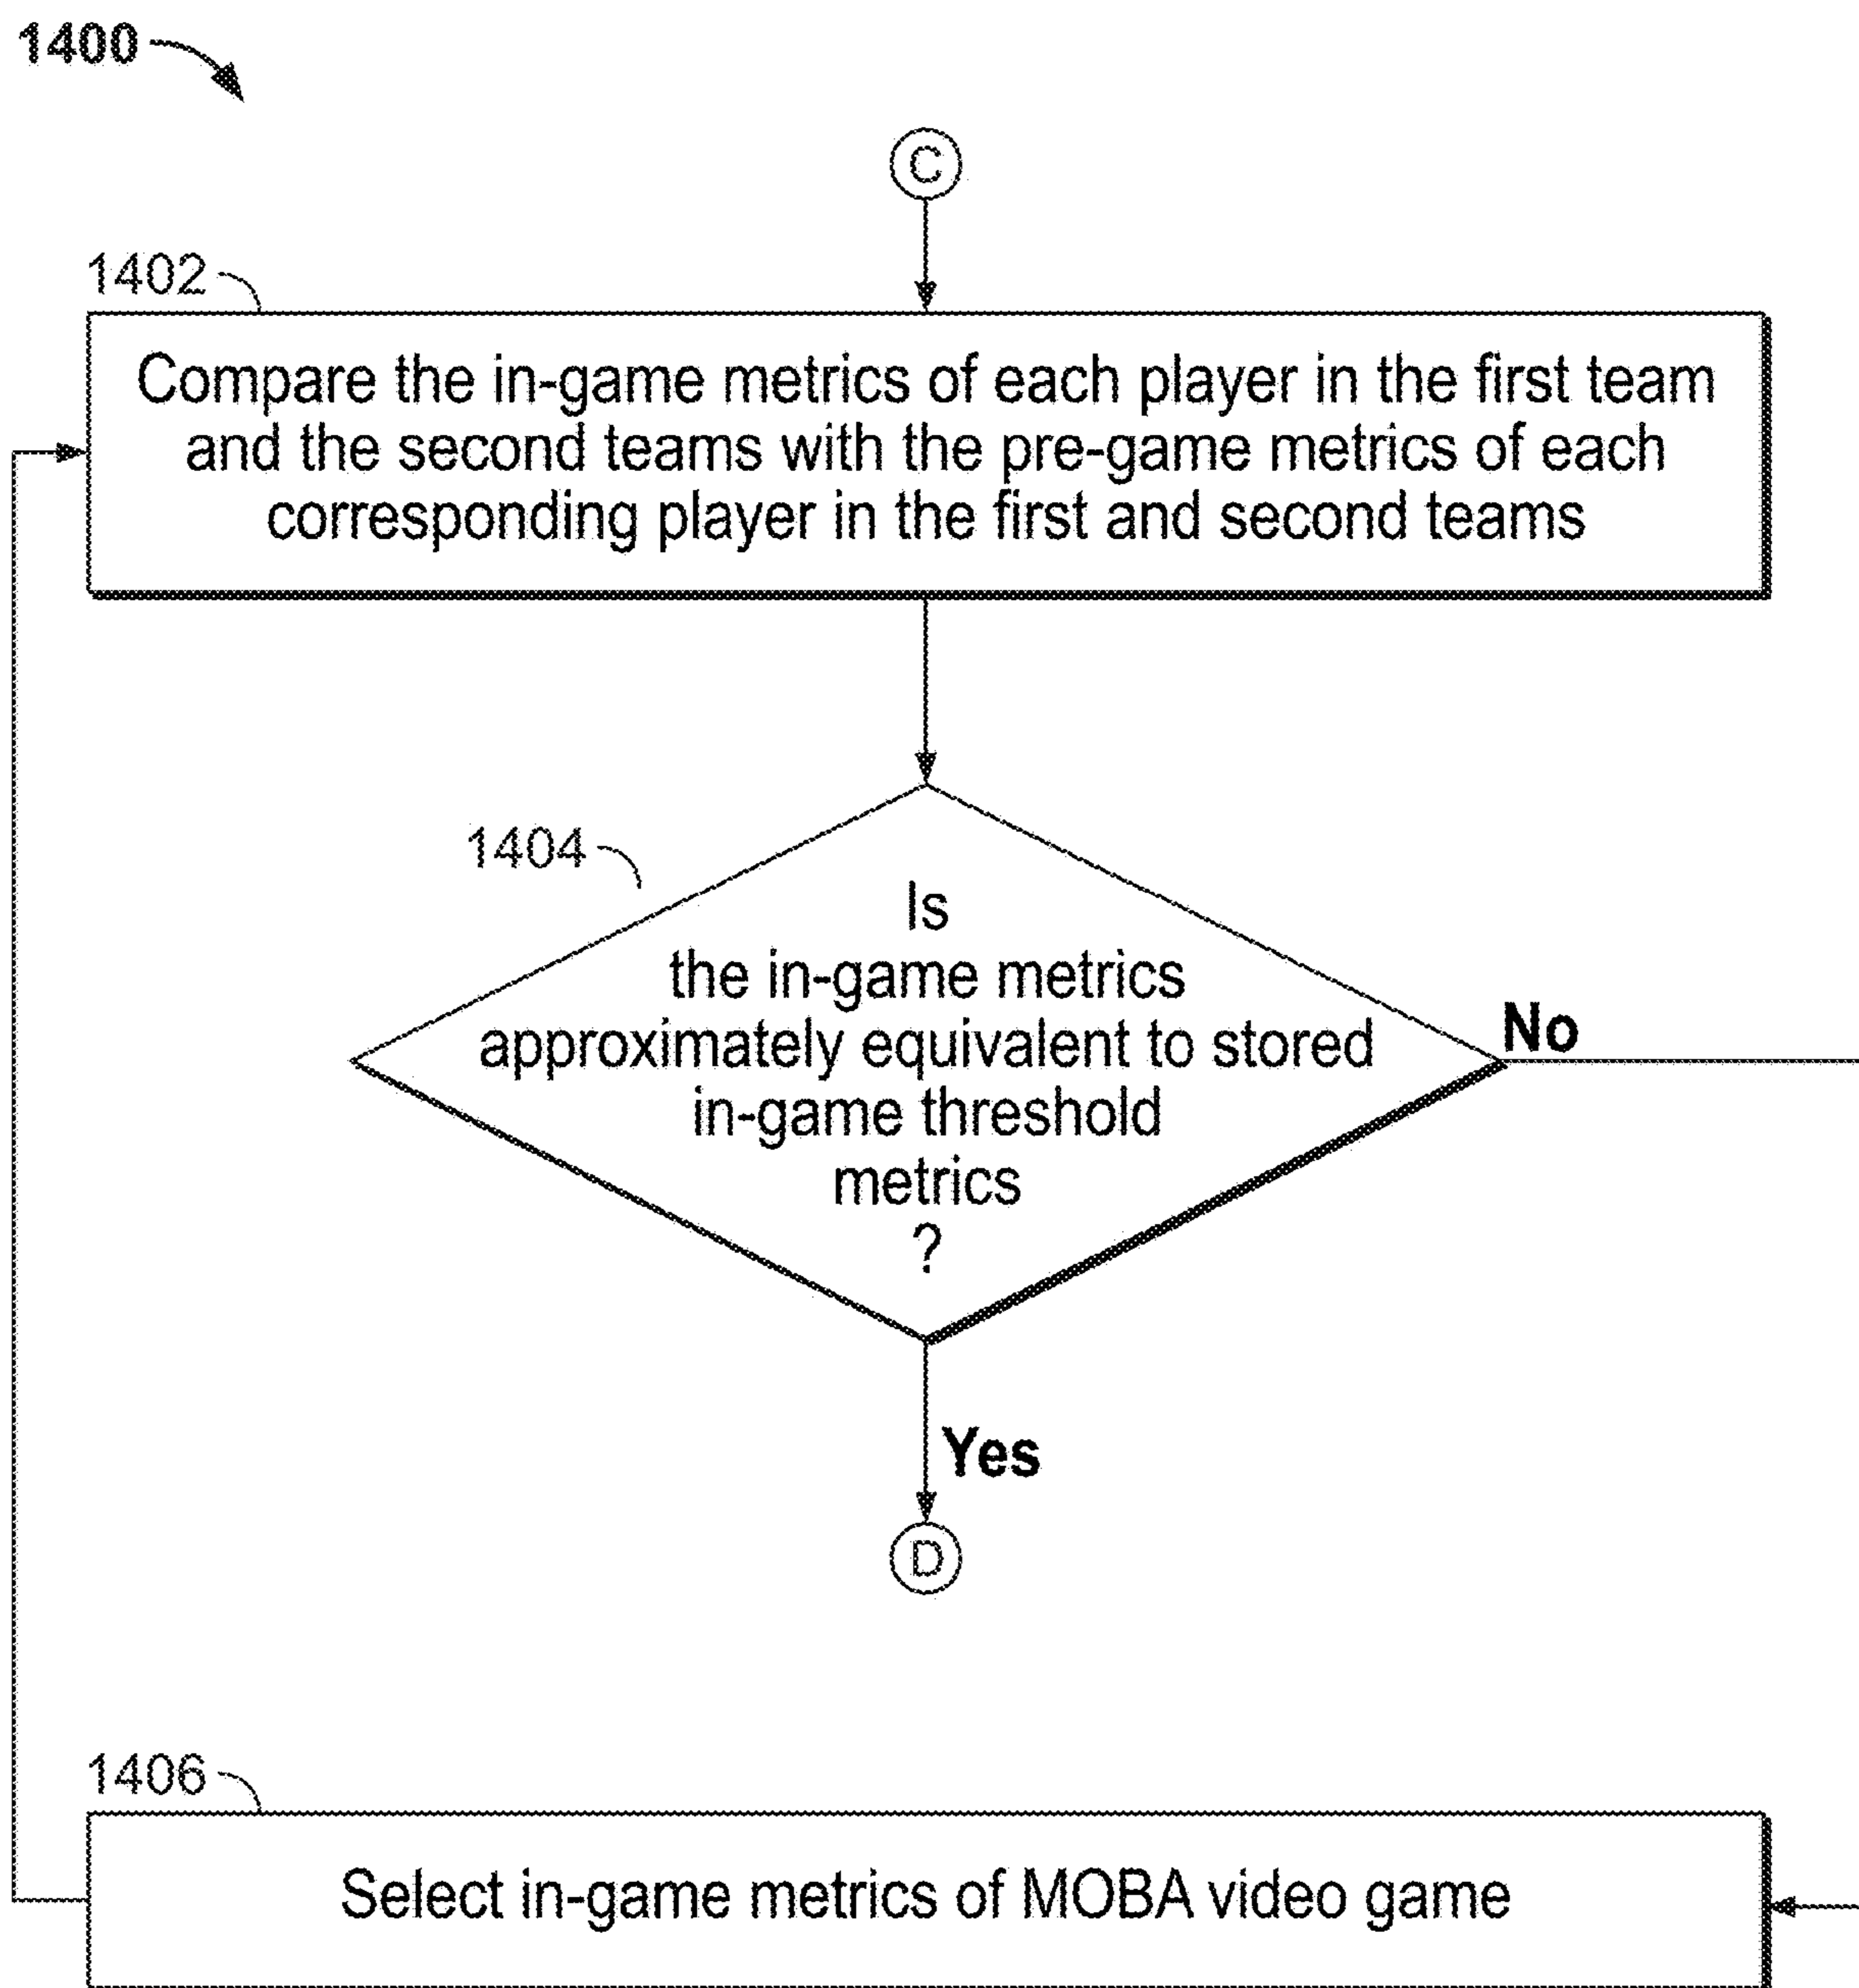 1400
C
1402
Compare the in-game metrics of each player in the first team
and the second teams with the pre-game metrics of each
corresponding player in the first and second teams
1404
Is
the in-game metrics
approximately equivalent to stored
in-game threshold
metrics
?
No
Yes
D
1406
Select in-game metrics of MOBA video game